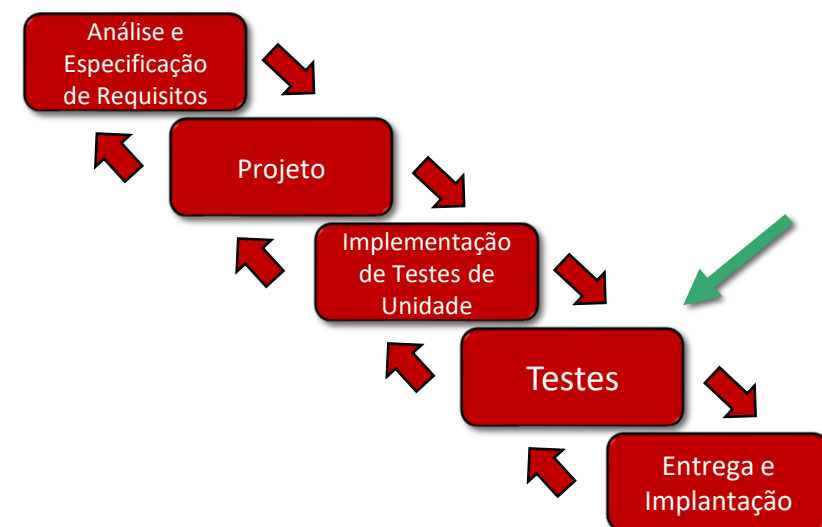 Análise e
Especificação
de Requisitos
Projeto
Implementação
de Testes de
Unidade
Testes
Entrega e
Implantação